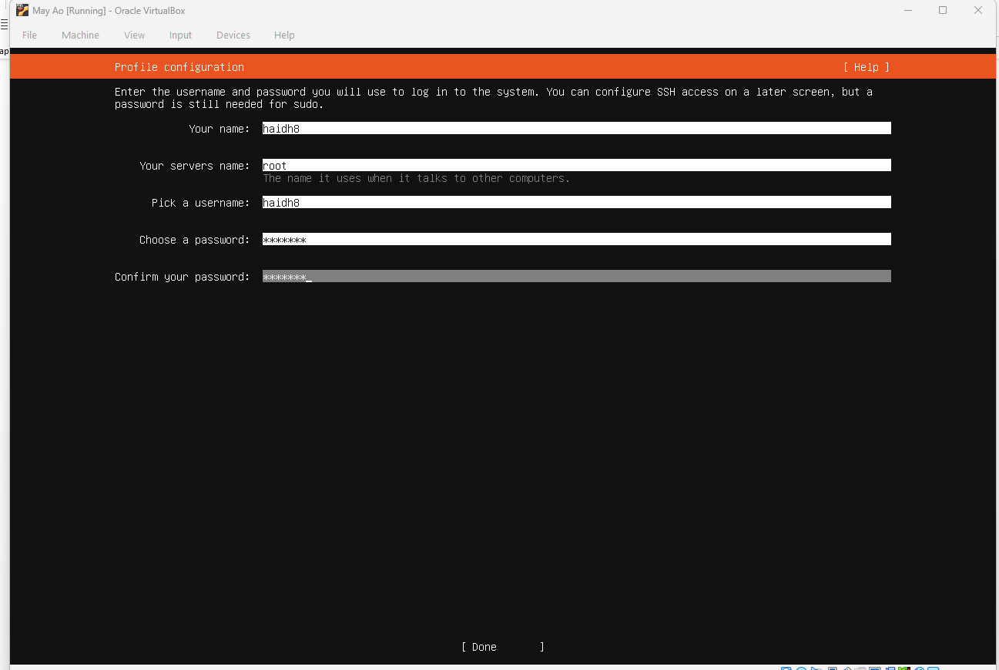 May Ao [Running] - Oracle VirtualBox
File Machine View Input Devices Help
ap
Profile configuration [ Help ]
Enter the username and password you will use to log in to the system. You can configure SSH access on a later screen, but a
password is still needed for sudo.
Your name: haidh8
Your servers name: root
The name it uses when it talks to other computers.
Pick a username: haidh8
Choose a password: *******
Confirm your password: *******_
[ Done ]